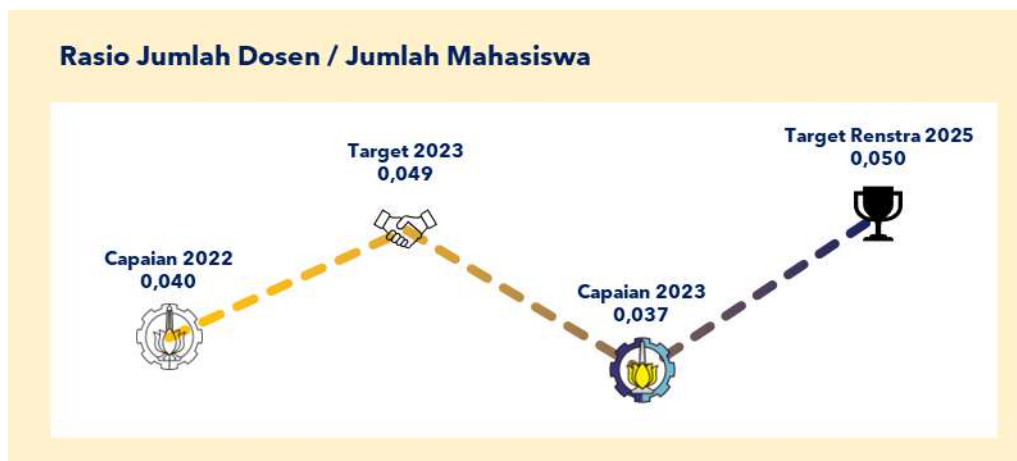 Rasio Jumlah Dosen / Jumlah Mahasiswa
Target Renstra 2025
0,050
Target 2023
0,049
Capaian 2022
0,040
Capaian 2023
0,037